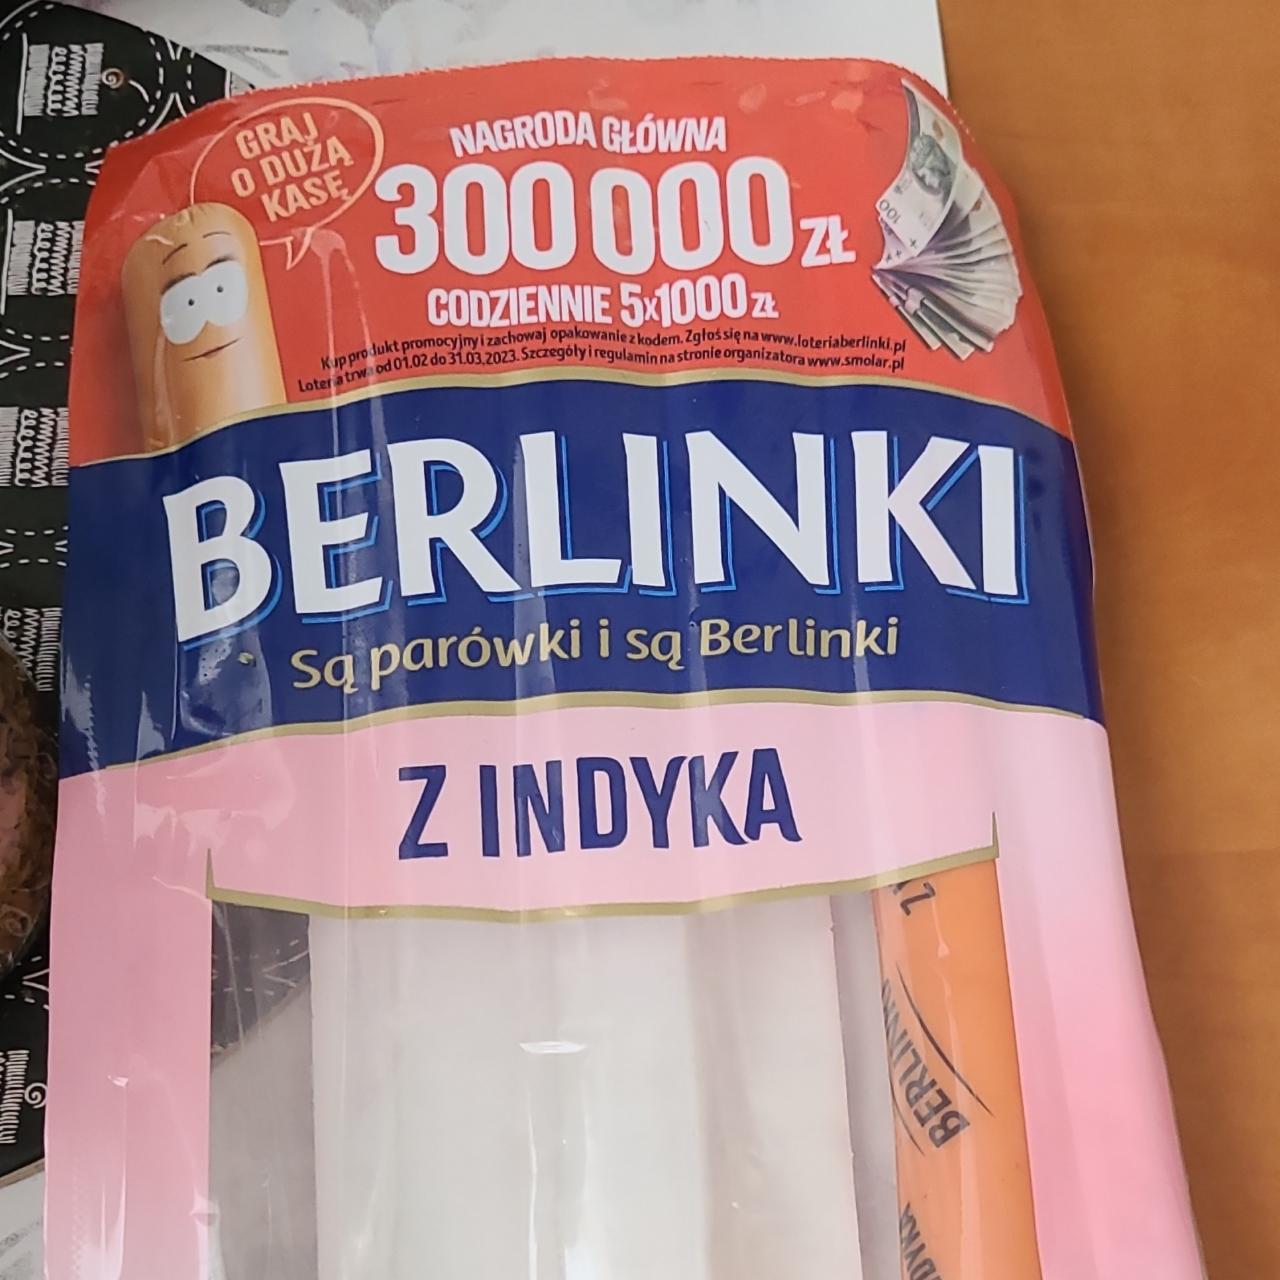 GRAJ
O DUŻĄ
KASĘ
NAGRODA GŁÓWNA
300 000 ZŁ
CODZIENNIE 5x1000 ZŁ
Kup produkt promocyjny i zachowaj opakowanie z kodem. Zgłoś się na www.loteriaberlinki.pl
Loteria trwa od 01.02 do 31.03.2023. Szczegóły i regulamin na stronie organizatora www.smolar.pl
100
BERLINKI
Są parówki i są Berlinki
Z INDYKA
BERLINKI
BERLIN